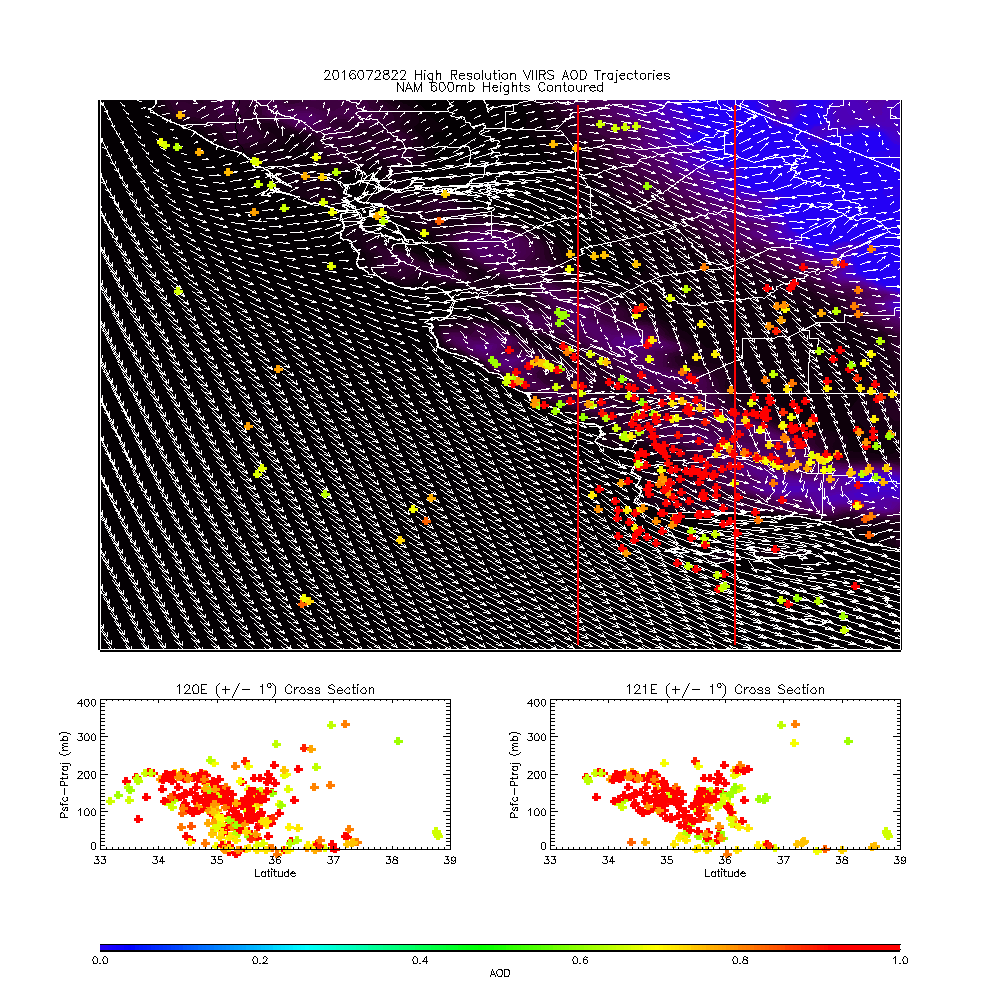 2016072822 High Resolution VIIRS AOD Trajectories
NAM 600mb Heights Contoured
120E (+/- 1°) Cross Section
400
300
200
100
0
Psfc-Ptraj (mb)
33 34 35 36 37 38 39
Latitude
121E (+/- 1°) Cross Section
400
300
200
100
0
Psfc-Ptraj (mb)
33 34 35 36 37 38 39
Latitude
0.0 0.2 0.4 0.6 0.8 1.0
AOD